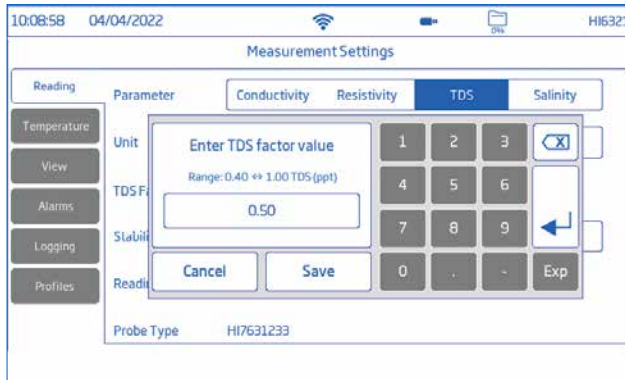 10:08:58 04/04/2022 0% HI632
Measurement Settings
Reading
Parameter Conductivity Resistivity TDS Salinity
Temperature
Unit Enter TDS factor value 1 2 3
View
Range: 0.40 ⇔ 1.00 TDS (ppt)
TDS Fa 4 5 6
Alarms
0.50
Stabili 7 8 9
Logging
Cancel Save 0 . - Exp
Profiles
Readi
Probe Type HI7631233